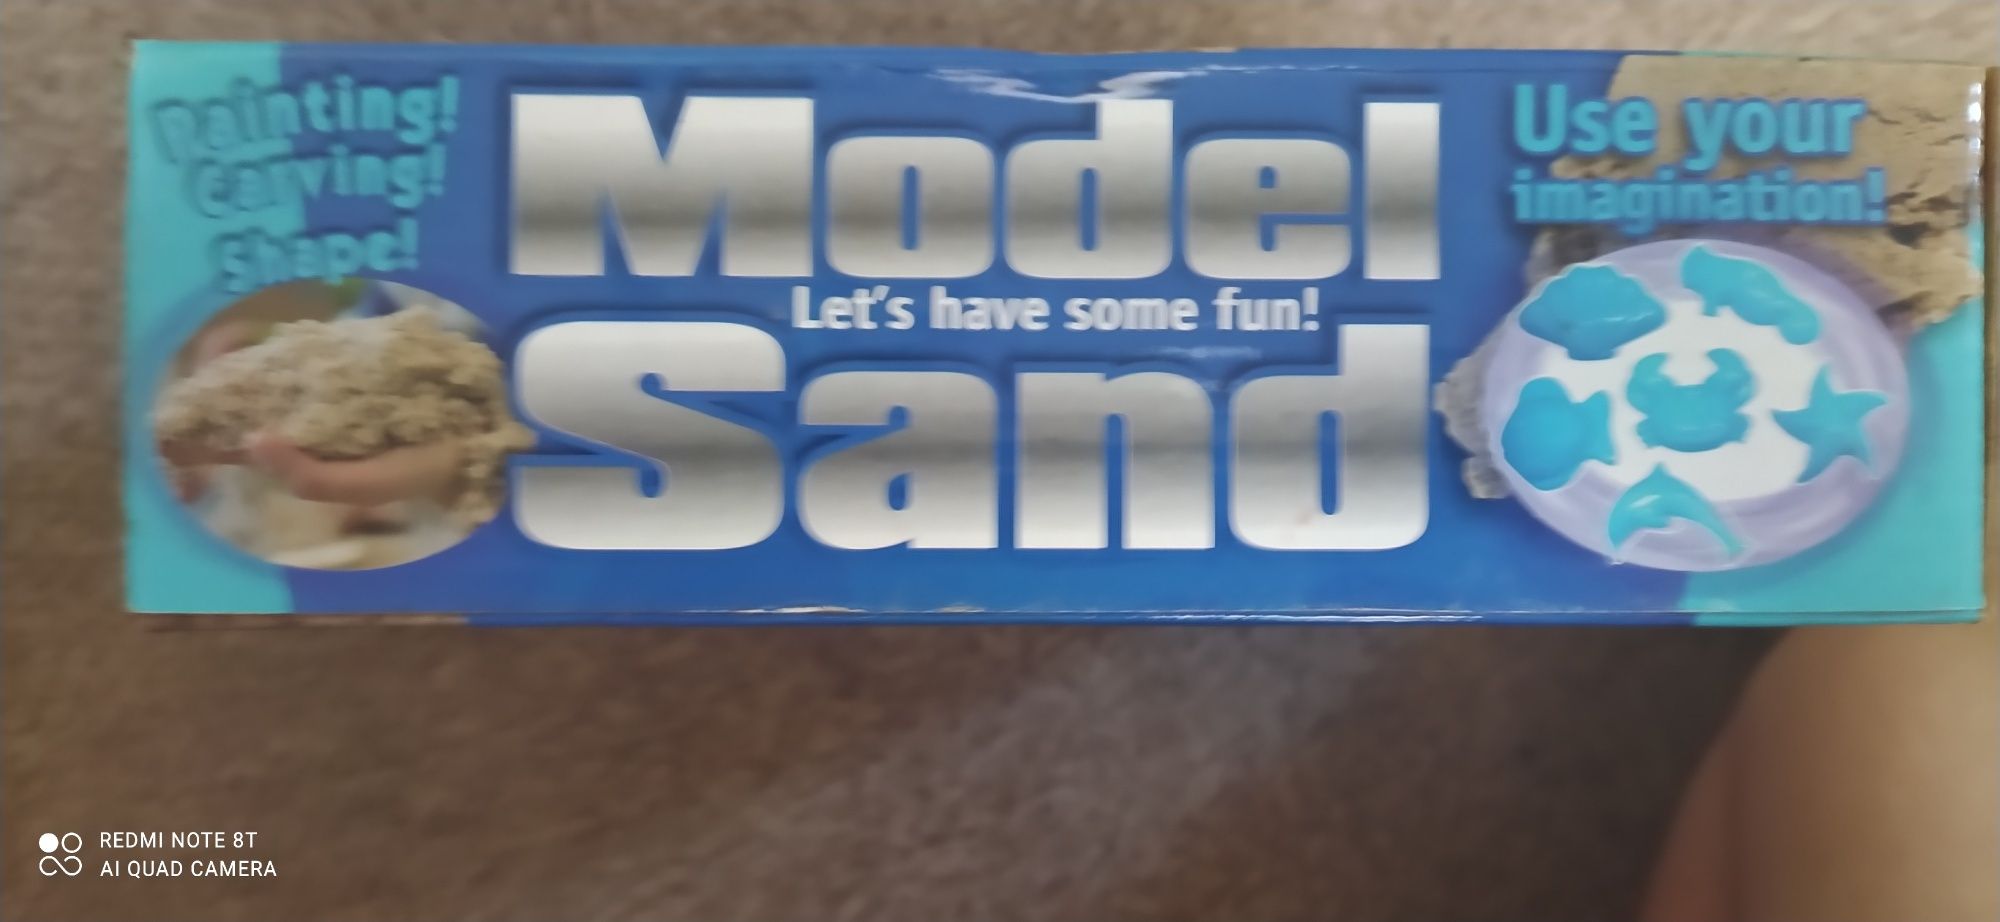 Painting!
Carving!
Shape!
Model
Let's have some fun!
Sand
Use your
imagination!
REDMI NOTE 8T
AI QUAD CAMERA